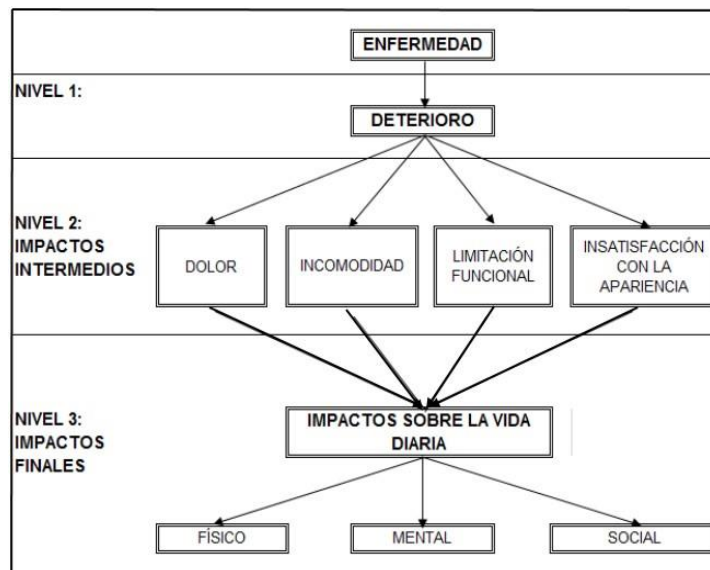 ENFERMEDAD
NIVEL 1:
DETERIORO
NIVEL 2:
IMPACTOS
INTERMEDIOS
DOLOR
INCOMODIDAD
LIMITACIÓN
FUNCIONAL
INSATISFACCIÓN
CON LA
APARIENCIA
NIVEL 3:
IMPACTOS
FINALES
IMPACTOS SOBRE LA VIDA
DIARIA
FÍSICO
MENTAL
SOCIAL